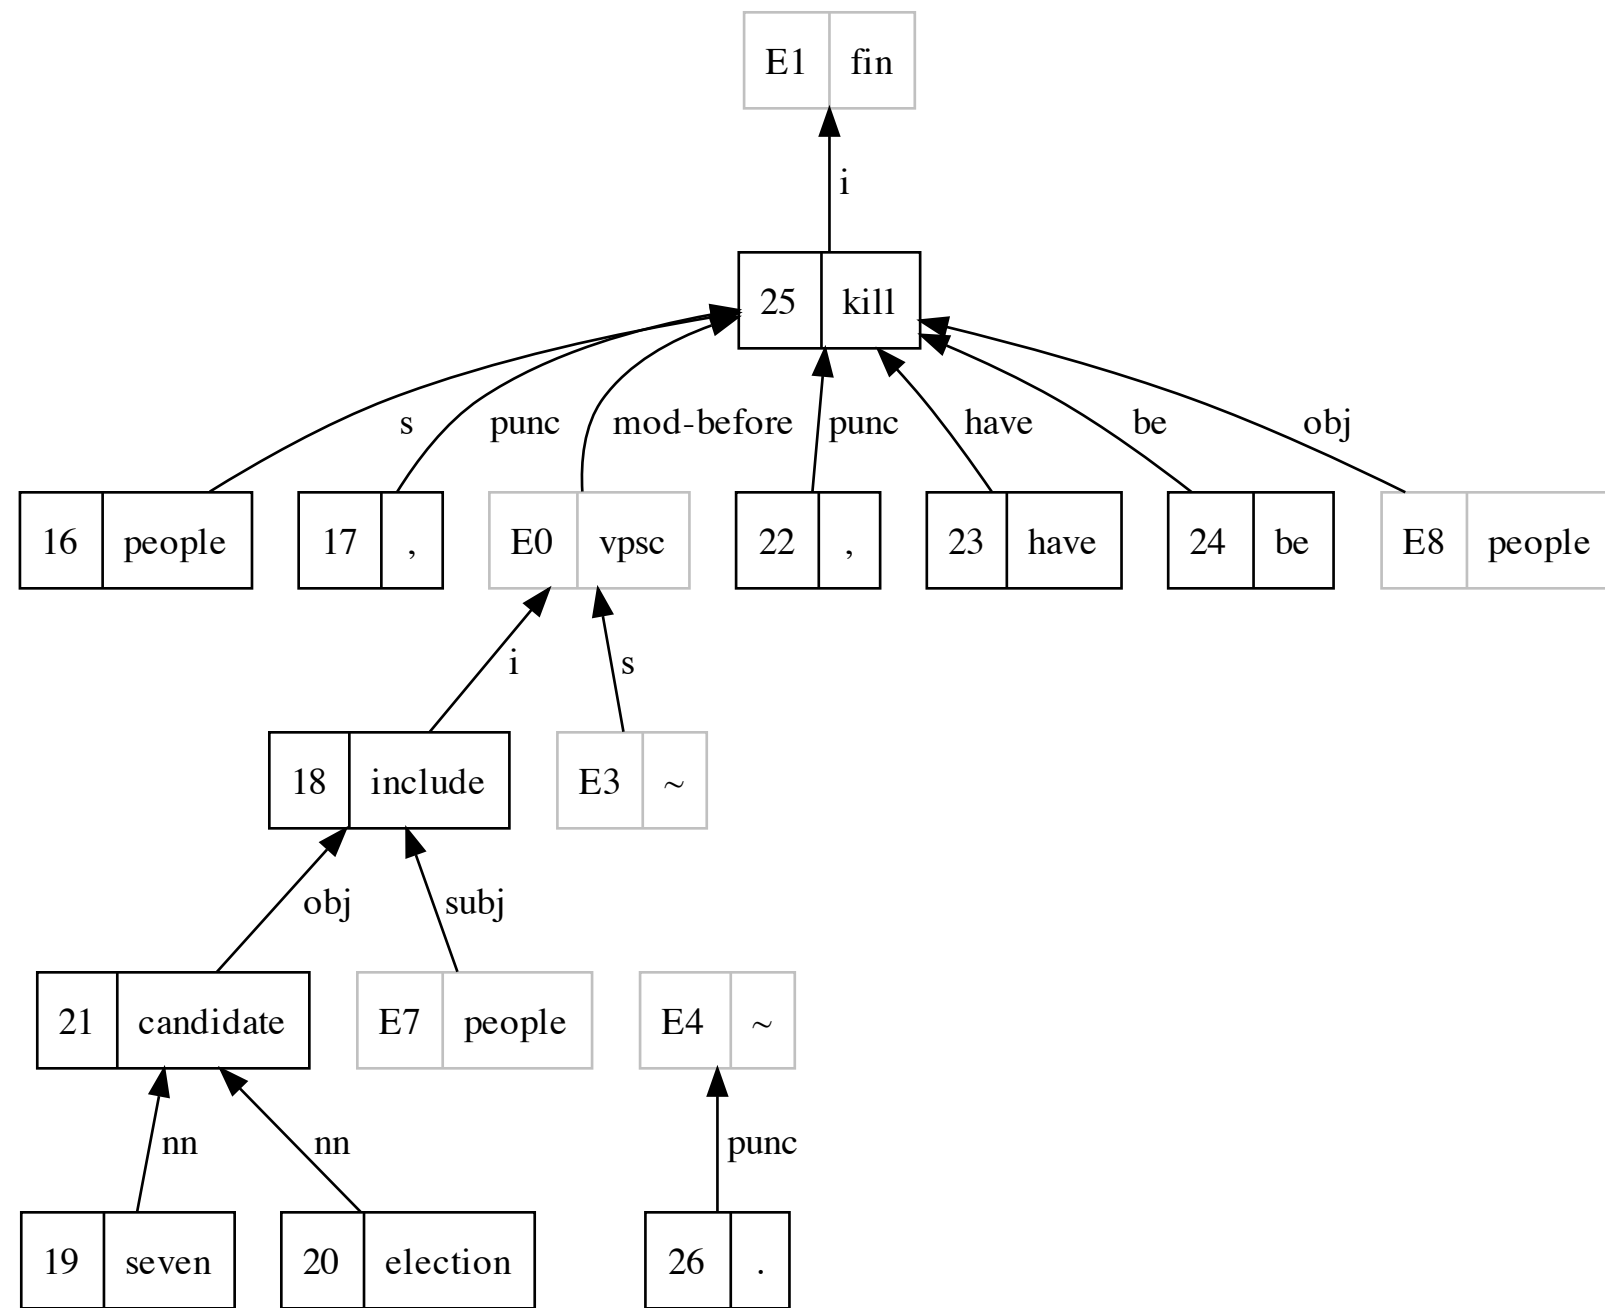 E1 fin
i
25 kill
s punc mod-before punc have be obj
16 people 17 , E0 vpsc 22 , 23 have 24 be E8 people
i s
18 include E3 ~
obj subj
21 candidate E7 people E4 ~
nn nn punc
19 seven 20 election 26 .